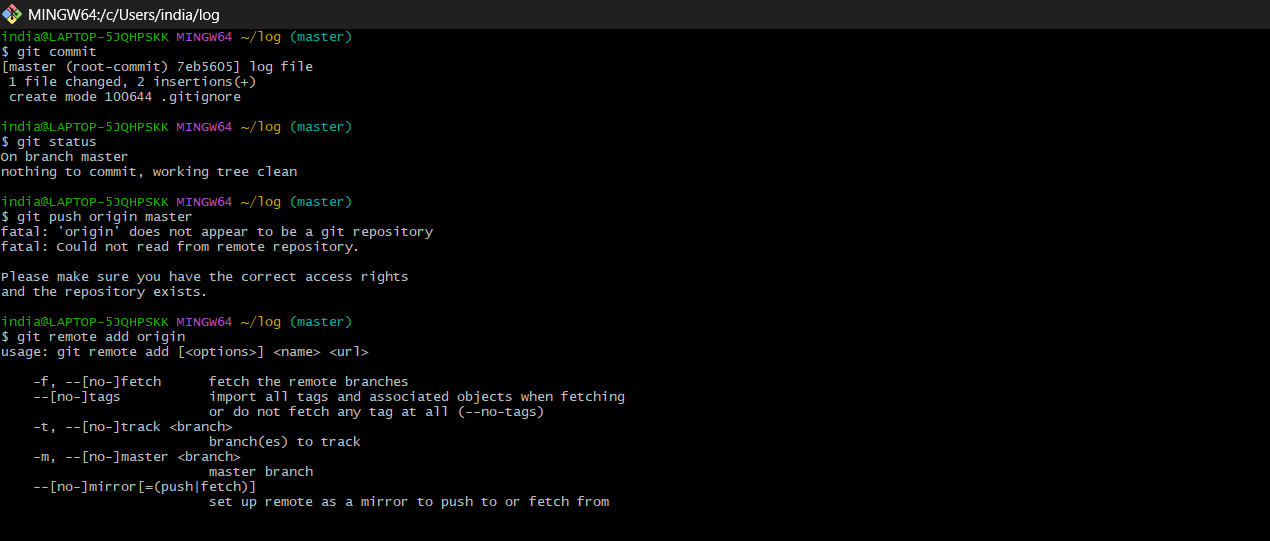 MINGW64:/c/Users/india/log
india@LAPTOP-5JQHPSKK MINGW64 ~/log (master)
$ git commit
[master (root-commit) 7eb5605] log file
 1 file changed, 2 insertions(+)
 create mode 100644 .gitignore

india@LAPTOP-5JQHPSKK MINGW64 ~/log (master)
$ git status
On branch master
nothing to commit, working tree clean

india@LAPTOP-5JQHPSKK MINGW64 ~/log (master)
$ git push origin master
fatal: 'origin' does not appear to be a git repository
fatal: Could not read from remote repository.

Please make sure you have the correct access rights
and the repository exists.

india@LAPTOP-5JQHPSKK MINGW64 ~/log (master)
$ git remote add origin
usage: git remote add [<options>] <name> <url>

    -f, --[no-]fetch      fetch the remote branches
    --[no-]tags           import all tags and associated objects when fetching
                          or do not fetch any tag at all (--no-tags)
    -t, --[no-]track <branch>
                          branch(es) to track
    -m, --[no-]master <branch>
                          master branch
    --[no-]mirror[=(push|fetch)]
                          set up remote as a mirror to push to or fetch from